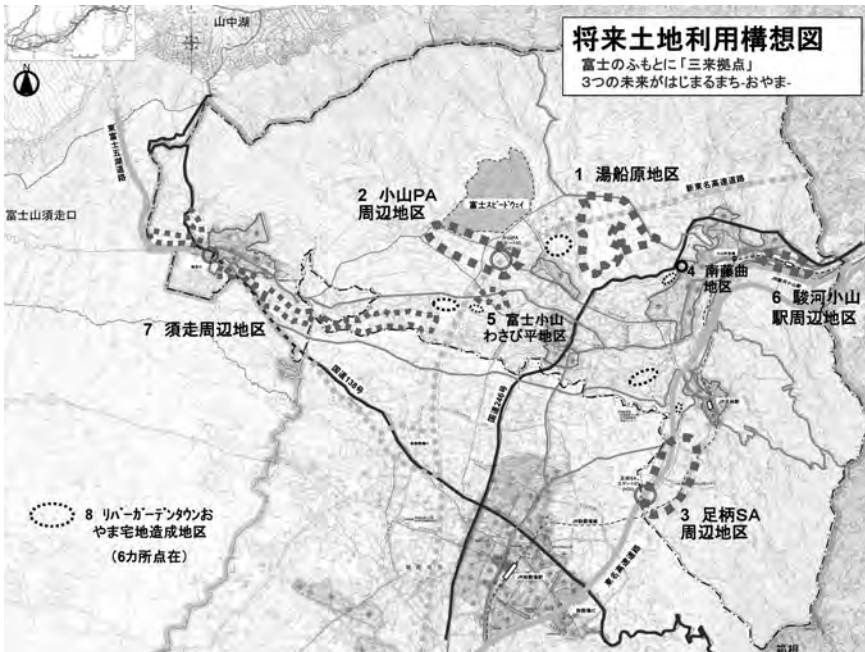 将来土地利用構想図
富士のふもとに「三来拠点」
3つの未来がはじまるまち-おやま-
山中湖
N
東富士五湖道路
富士山須走口
1 湯船原地区
新東名高速道路
2 小山PA
周辺地区
富士スピードウェイ
4 南藤曲
地区
6 駿河小山
駅周辺地区
5 富士小山
わさび平地区
7 須走周辺地区
国道138号
国道246号
足柄SA
3 足柄SA
周辺地区
東名高速道路
8 リバーガーデンタウンお
やま宅地造成地区
(6カ所点在)
箱根